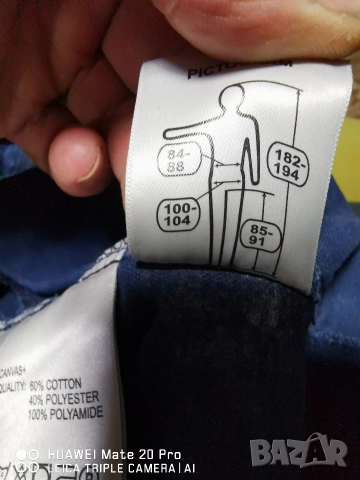 84-
88
182-
194
100-
104
85-
91
CANVAS+
QUALITY: 60% COTTON
40% POLYESTER
100% POLYAMIDE
HUAWEI Mate 20 Pro
LEICA TRIPLE CAMERA | AI
BAZAR